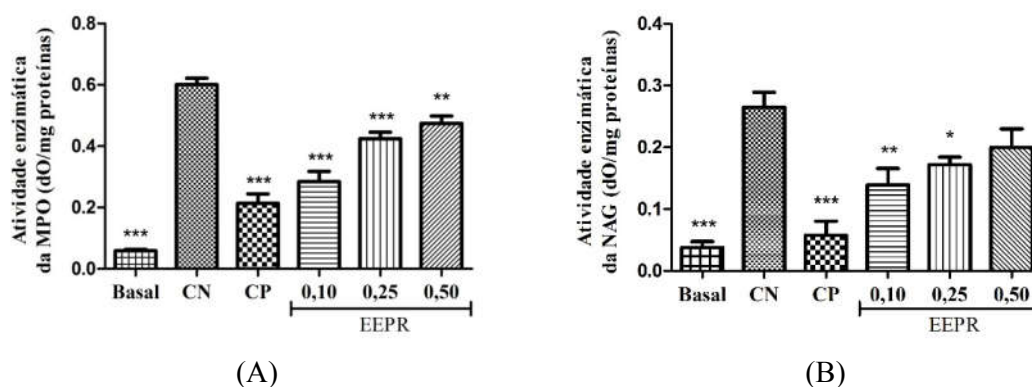 Atividade enzimática
da MPO (dO/mg proteínas)
0.8
0.6
0.4
0.2
0.0
***
***
***
***
**
Basal CN CP 0,10 0,25 0,50
EEPR
(A)
Atividade enzimática
da NAG (dO/mg proteínas)
0.4
0.3
0.2
0.1
0.0
***
***
**
*
Basal CN CP 0,10 0,25 0,50
EEPR
(B)